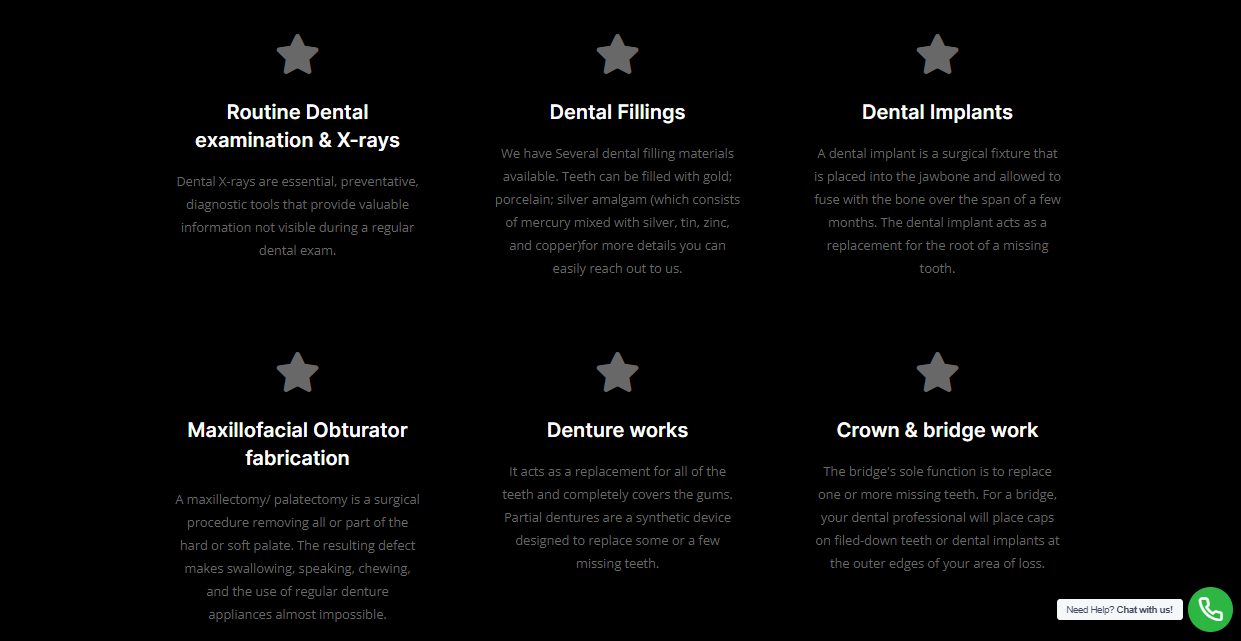 Routine Dental
examination & X-rays
Dental X-rays are essential, preventative,
diagnostic tools that provide valuable
information not visible during a regular
dental exam.
Dental Fillings
We have Several dental filling materials
available. Teeth can be filled with gold;
porcelain; silver amalgam (which consists
of mercury mixed with silver, tin, zinc,
and copper)for more details you can
easily reach out to us.
Dental Implants
A dental implant is a surgical fixture that
is placed into the jawbone and allowed to
fuse with the bone over the span of a few
months. The dental implant acts as a
replacement for the root of a missing
tooth.
Maxillofacial Obturator
fabrication
A maxillectomy/ palatectomy is a surgical
procedure removing all or part of the
hard or soft palate. The resulting defect
makes swallowing, speaking, chewing,
and the use of regular denture
appliances almost impossible.
Denture works
It acts as a replacement for all of the
teeth and completely covers the gums.
Partial dentures are a synthetic device
designed to replace some or a few
missing teeth.
Crown & bridge work
The bridge's sole function is to replace
one or more missing teeth. For a bridge,
your dental professional will place caps
on filed-down teeth or dental implants at
the outer edges of your area of loss.
Need Help? Chat with us!